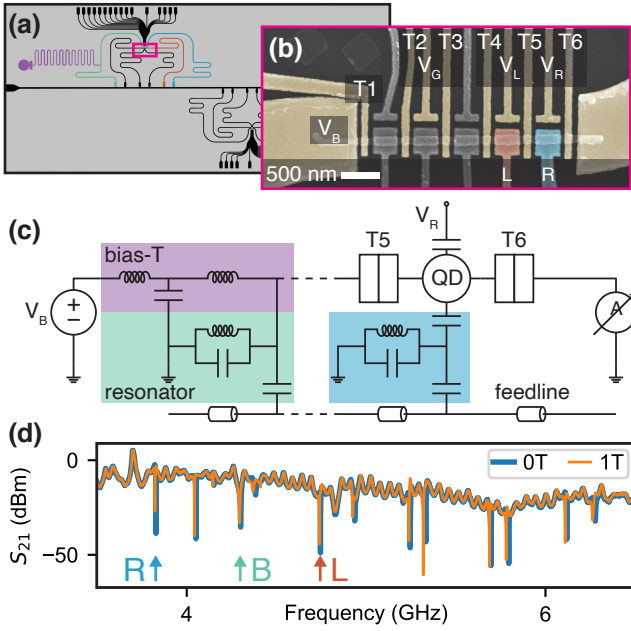 (a)
(b)
T2 T3 T4 T5 T6
V_G V_L V_R
T1
V_B
500 nm
L R
(c)
V_R
bias-T
T5
T6
QD
V_B
A
resonator
feedline
(d)
0
0T 1T
S_21 (dBm)
−50
R B L
4 6
Frequency (GHz)